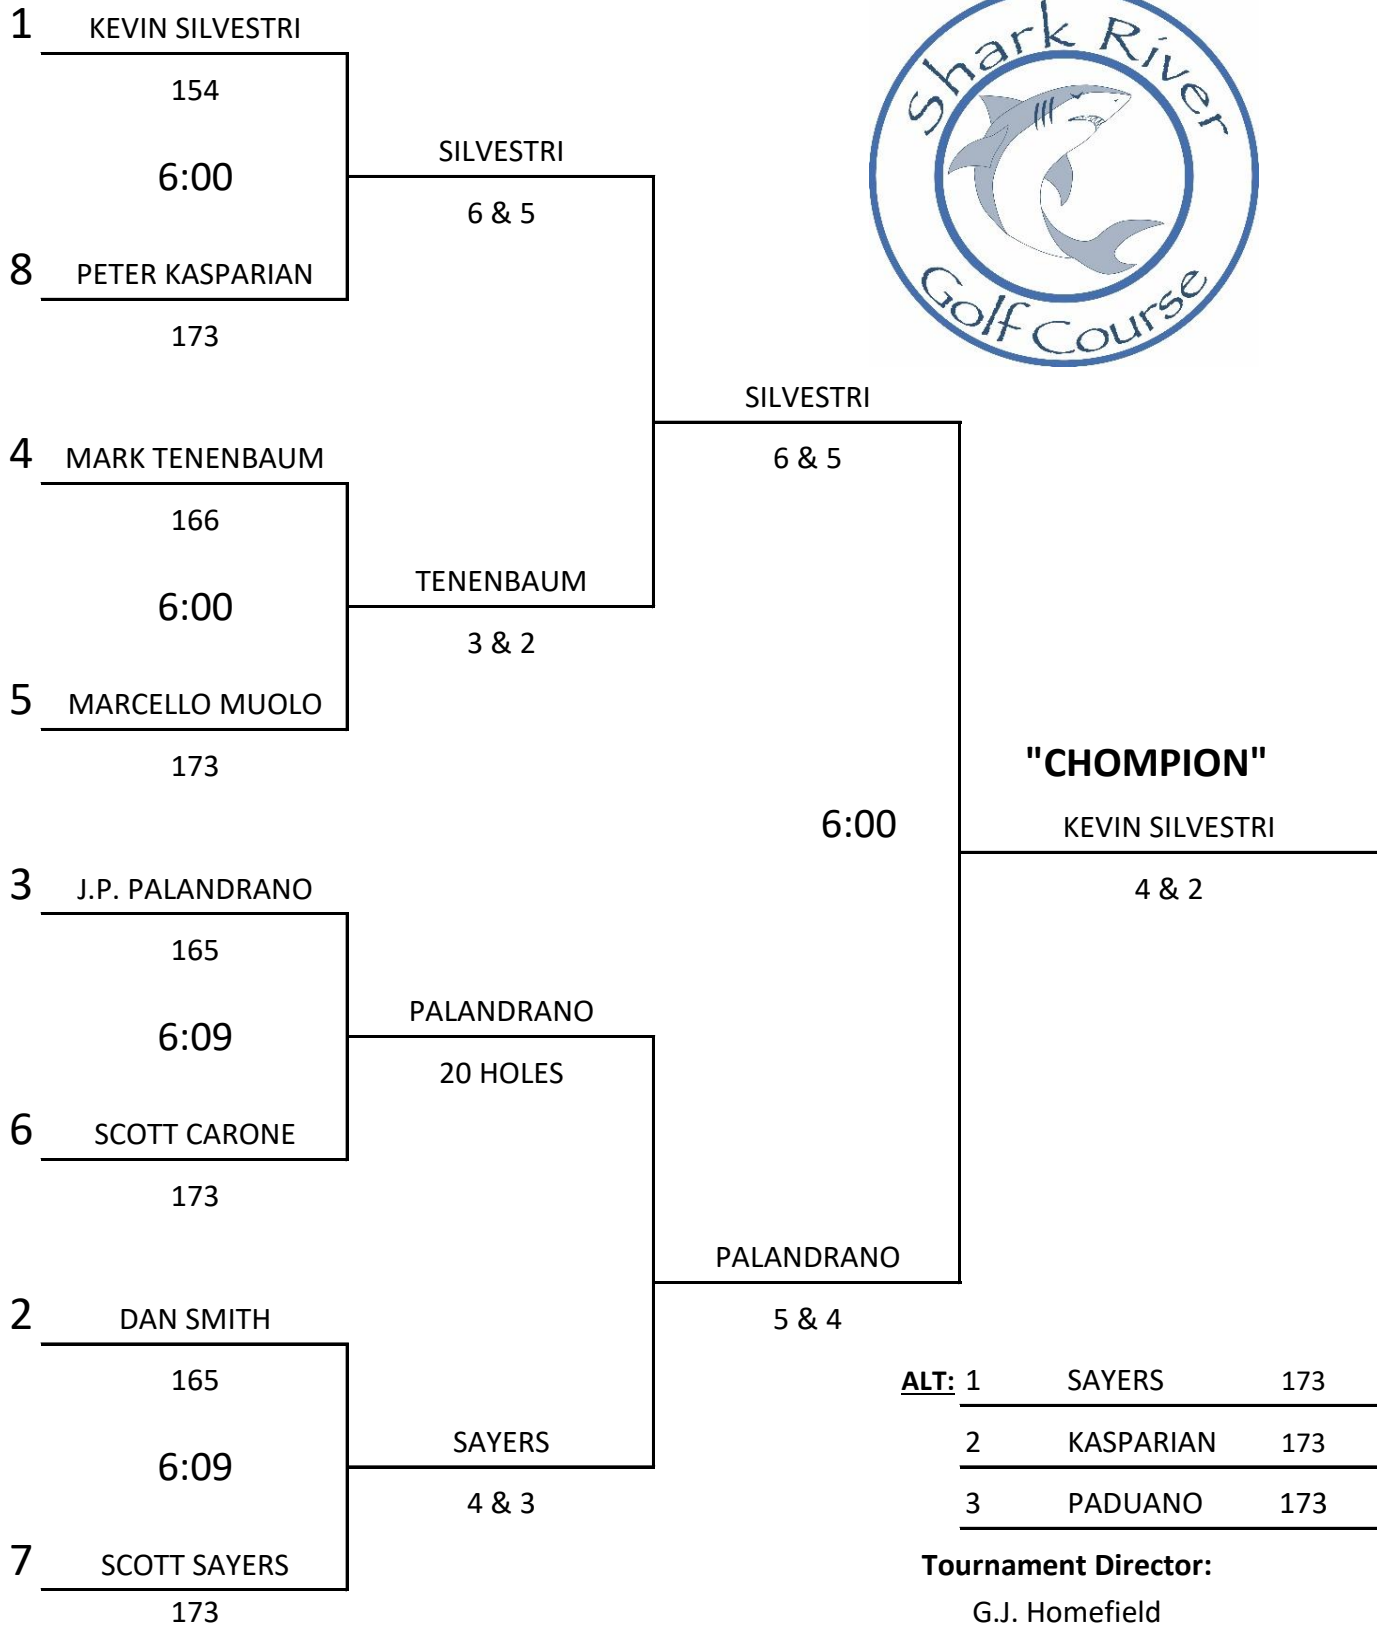 Shark River
Golf Course
1 KEVIN SILVESTRI
154
6:00
8 PETER KASPARIAN
173
SILVESTRI
6 & 5
4 MARK TENENBAUM
166
6:00
5 MARCELLO MUOLO
173
TENENBAUM
3 & 2
SILVESTRI
6 & 5
3 J.P. PALANDRANO
165
6:09
6 SCOTT CARONE
173
PALANDRANO
20 HOLES
2 DAN SMITH
165
6:09
7 SCOTT SAYERS
173
SAYERS
4 & 3
PALANDRANO
5 & 4
6:00
"CHOMPION"
KEVIN SILVESTRI
4 & 2
ALT: 1 SAYERS 173
2 KASPARIAN 173
3 PADUANO 173
Tournament Director:
G.J. Homefield